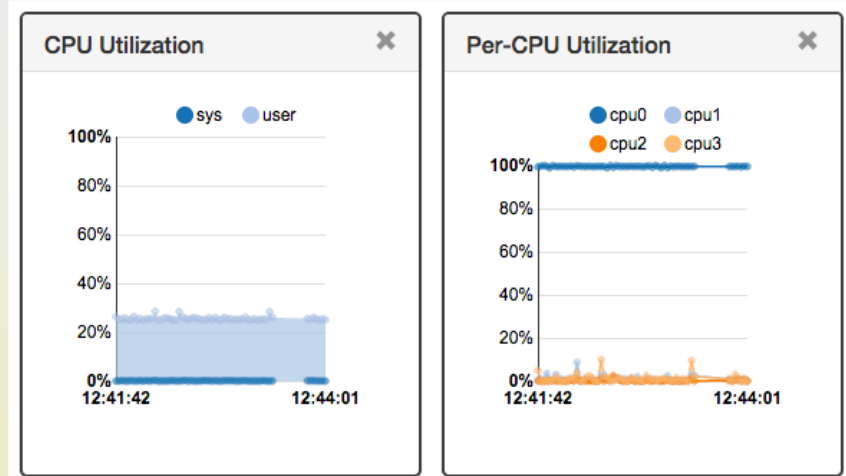 CPU Utilization ✖
sys user
100%
80%
60%
40%
20%
0%
12:41:42 12:44:01
Per-CPU Utilization ✖
cpu0 cpu1
cpu2 cpu3
100%
80%
60%
40%
20%
0%
12:41:42 12:44:01